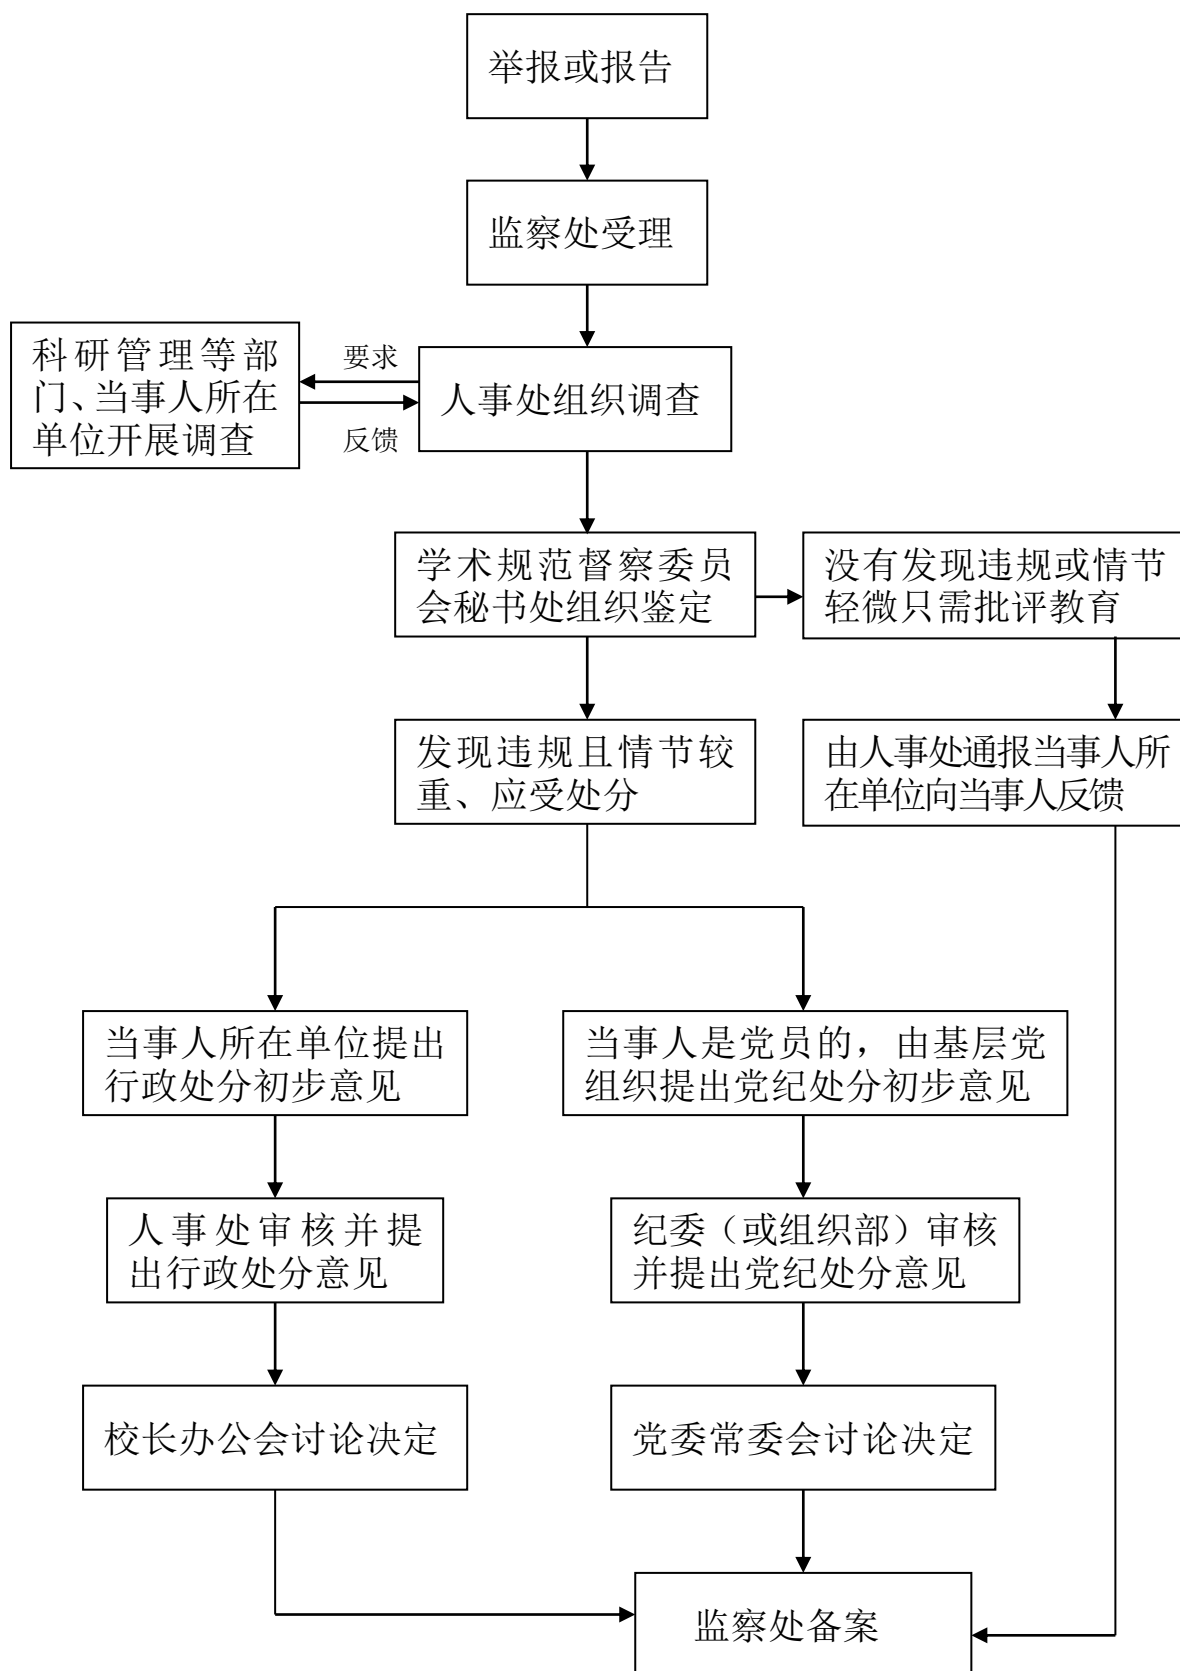 举报或报告
监察处受理
科研管理等部
门、当事人所在
单位开展调查
要求
反馈
人事处组织调查
学术规范督察委员
会秘书处组织鉴定
没有发现违规或情节
轻微只需批评教育
发现违规且情节较
重、应受处分
由人事处通报当事人所
在单位向当事人反馈
当事人所在单位提出
行政处分初步意见
当事人是党员的，由基层党
组织提出党纪处分初步意见
人事处审核并提
出行政处分意见
纪委（或组织部）审核
并提出党纪处分意见
校长办公会讨论决定
党委常委会讨论决定
监察处备案